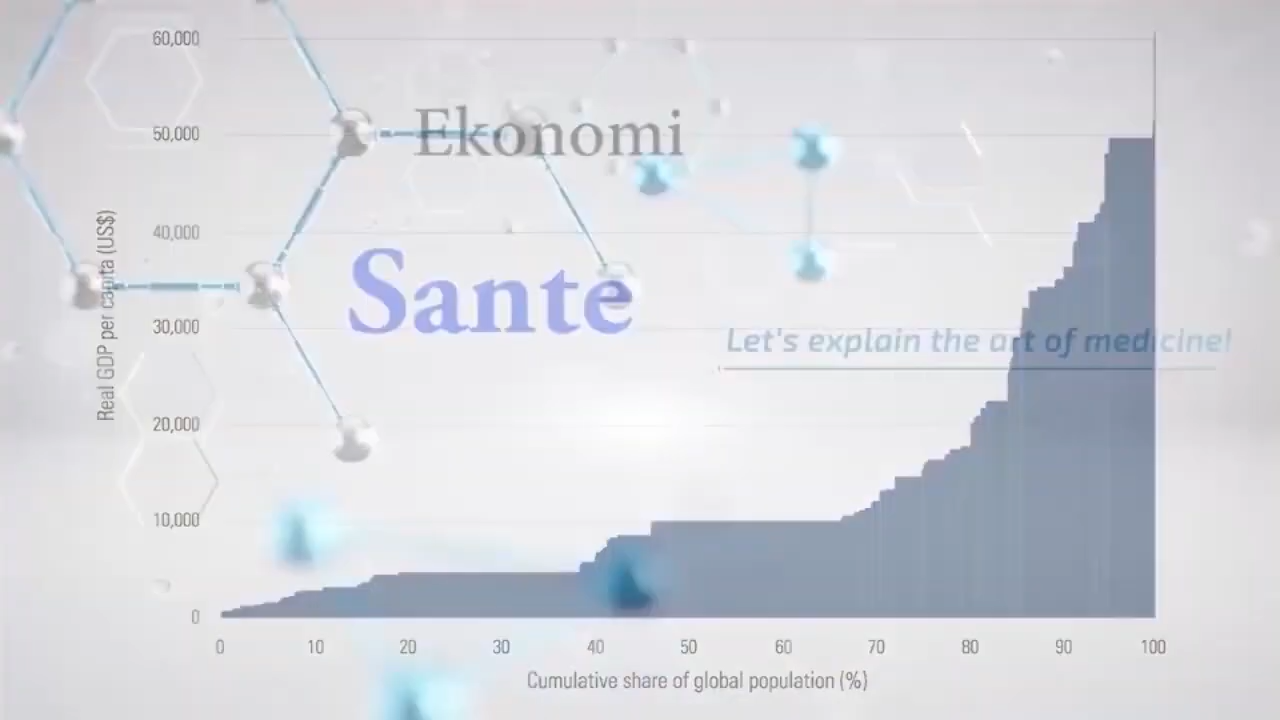 60,000
50,000
Ekonomi
40,000
Sante
30,000
Let's explain the art of medicine!
20,000
10,000
0
Real GDP per capita (US$)
0 10 20 30 40 50 60 70 80 90 100
Cumulative share of global population (%)